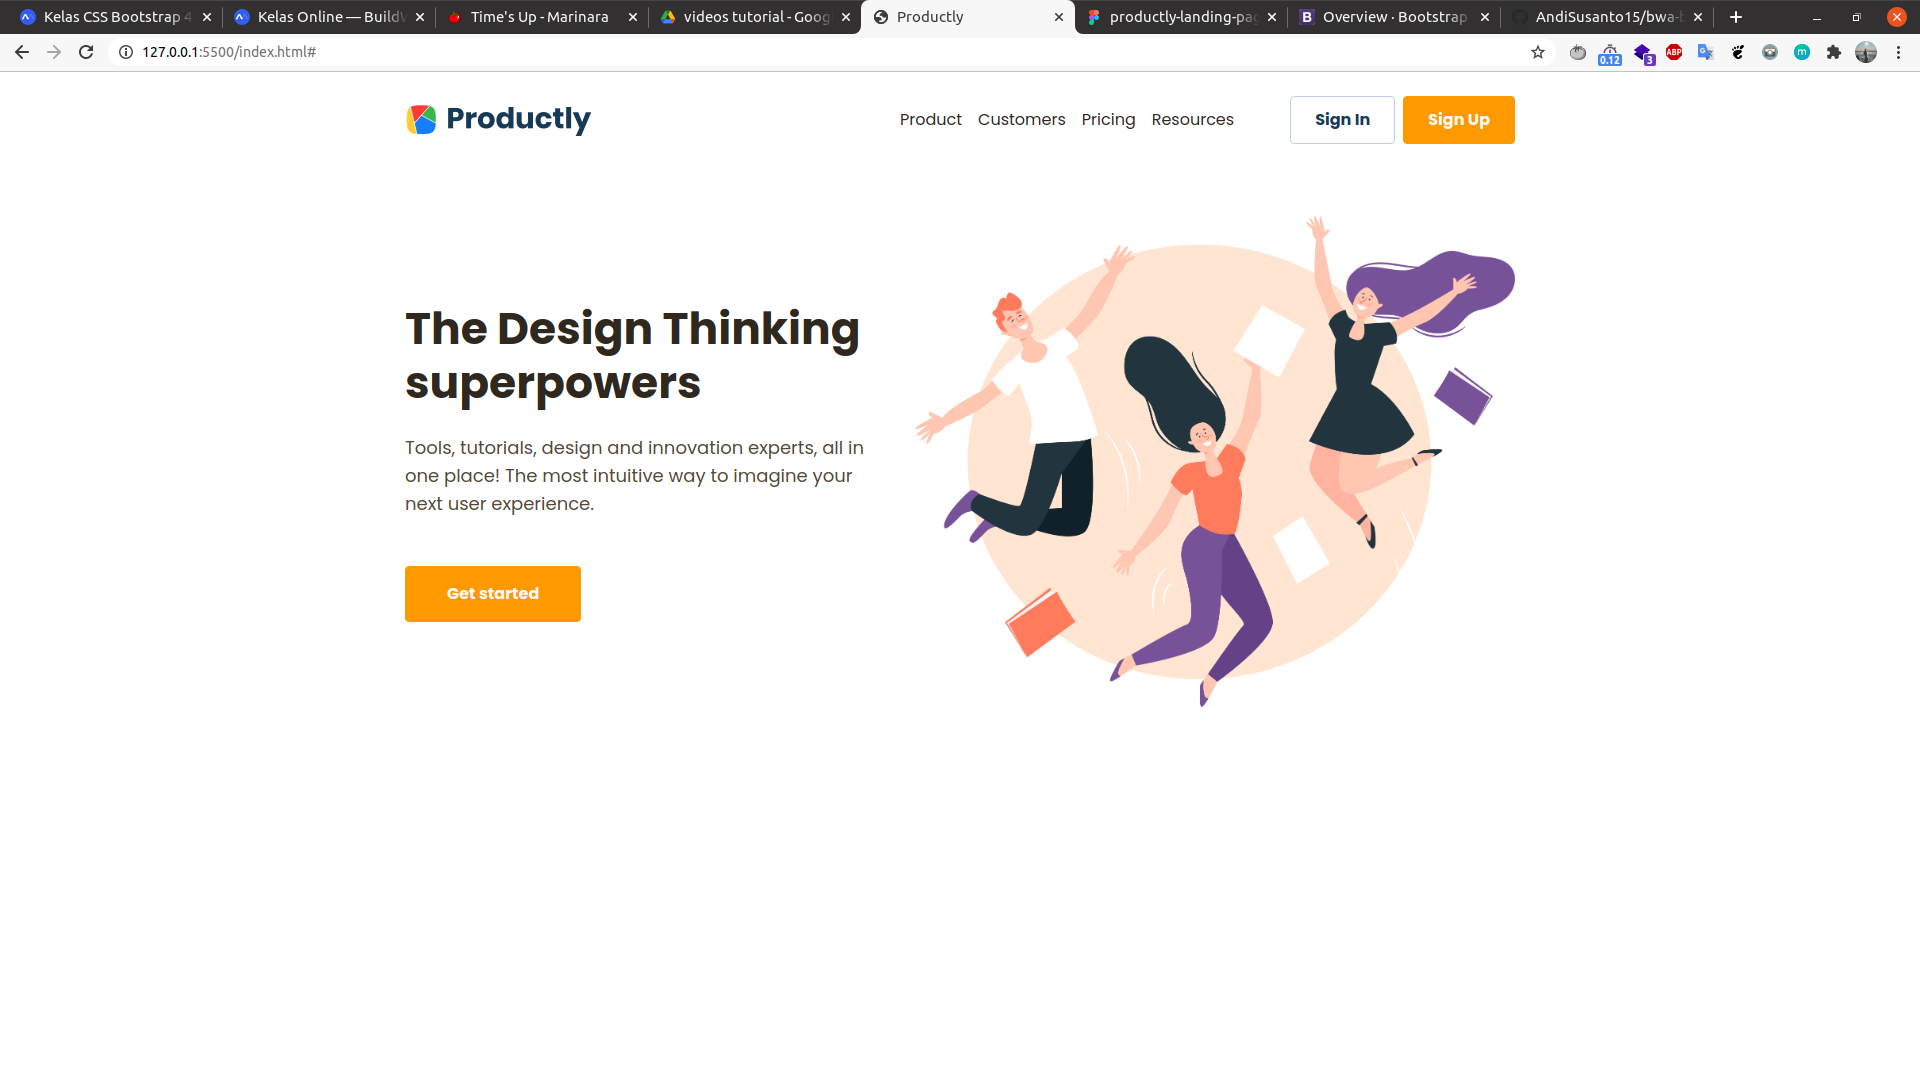 Kelas CSS Bootstrap 4
Kelas Online — BuildW
Time's Up - Marinara
videos tutorial - Goog
Productly
productly-landing-pag
Overview · Bootstrap
AndiSusanto15/bwa-b
127.0.0.1:5500/index.html#
0.12
3
ABP
Productly
Product
Customers
Pricing
Resources
Sign In
Sign Up
The Design Thinking
superpowers
Tools, tutorials, design and innovation experts, all in
one place! The most intuitive way to imagine your
next user experience.
Get started